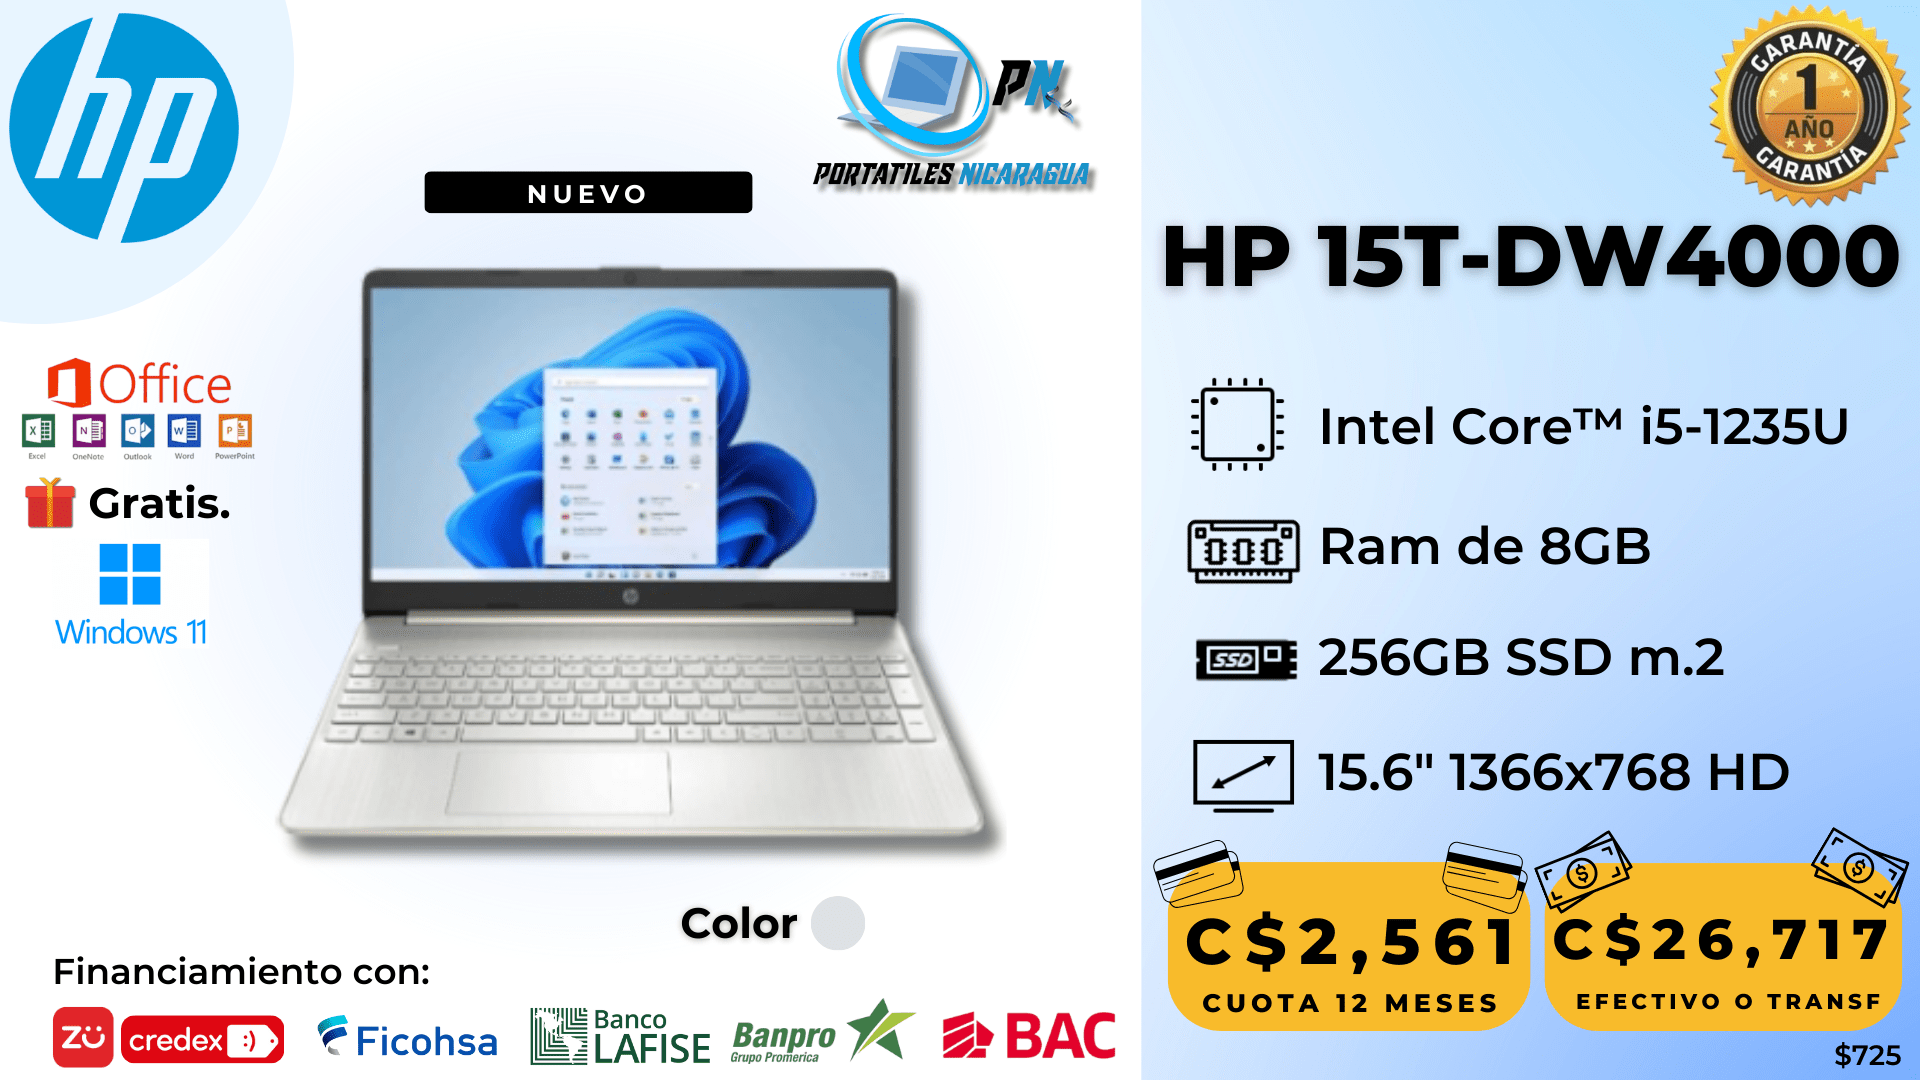 hp
PN
PORTATILES NICARAGUA
GARANTÍA
1
AÑO
GARANTÍA
NUEVO
HP 15T-DW4000
Office
Excel OneNote Outlook Word PowerPoint
Gratis.
Windows 11
Intel Core™ i5-1235U
Ram de 8GB
SSD
256GB SSD m.2
15.6" 1366x768 HD
Color
C$2,561
CUOTA 12 MESES
C$26,717
EFECTIVO O TRANSF
$725
Financiamiento con:
zü
credex :)
Ficohsa
Banco
LAFISE
Banpro
Grupo Promerica
BAC